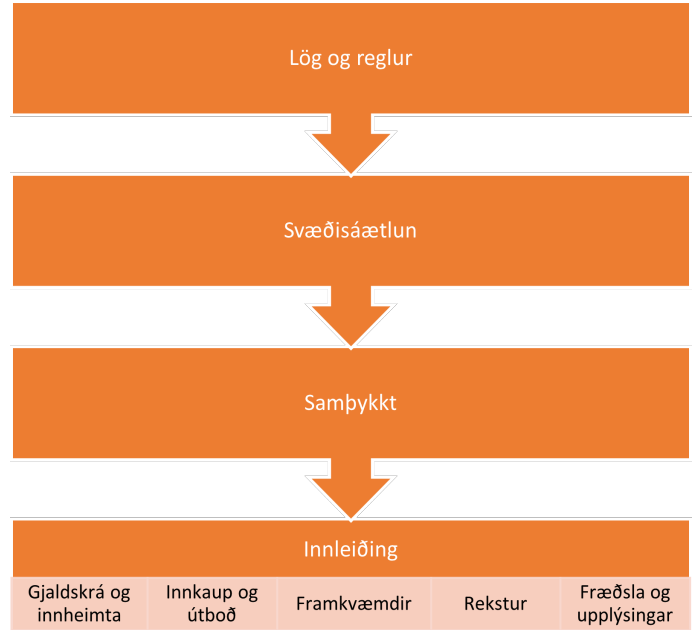 Lög og reglur
Svæðisáætlun
Samþykkt
Innleiðing
Gjaldskrá og
innheimta
Innkaup og
útboð
Framkvæmdir
Rekstur
Fræðsla og
upplýsingar